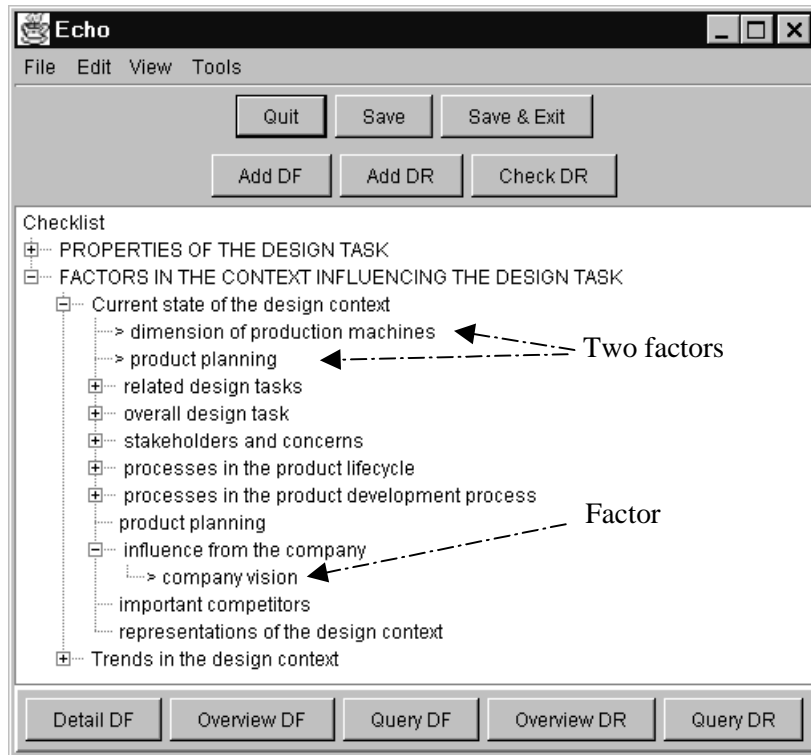 Echo
File Edit View Tools
Quit Save Save & Exit
Add DF Add DR Check DR
Checklist
PROPERTIES OF THE DESIGN TASK
FACTORS IN THE CONTEXT INFLUENCING THE DESIGN TASK
Current state of the design context
> dimension of production machines
> product planning
Two factors
related design tasks
overall design task
stakeholders and concerns
processes in the product lifecycle
processes in the product development process
product planning
Factor
influence from the company
> company vision
important competitors
representations of the design context
Trends in the design context
Detail DF Overview DF Query DF Overview DR Query DR